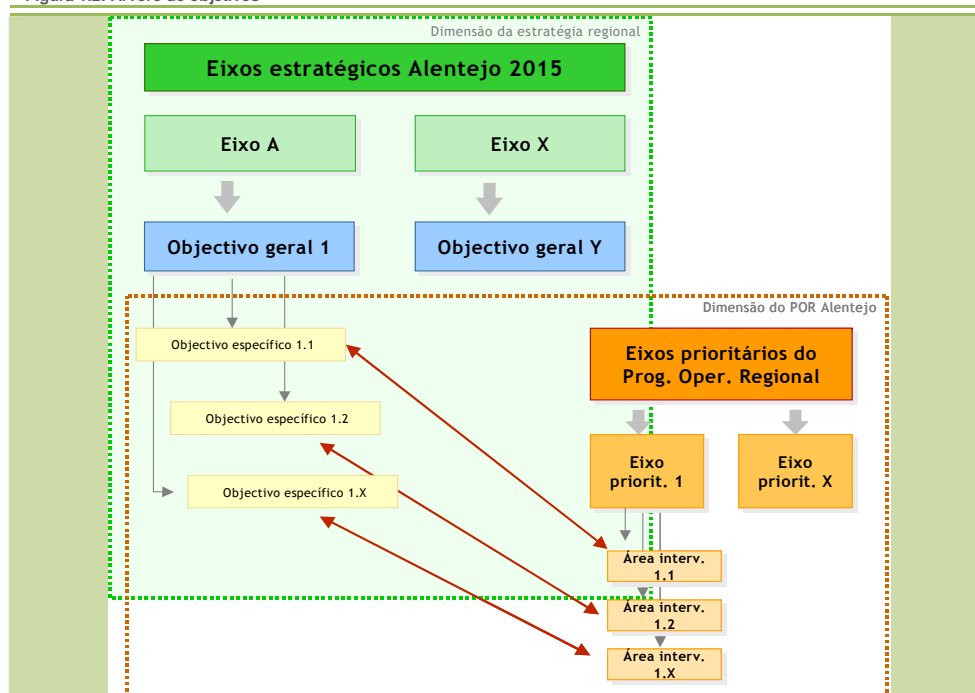 Dimensão da estratégia regional
Eixos estratégicos Alentejo 2015
Eixo A
Eixo X
Objectivo geral 1
Objectivo geral Y
Dimensão do POR Alentejo
Objectivo específico 1.1
Eixos prioritários do
Prog. Oper. Regional
Objectivo específico 1.2
Eixo
priorit. 1
Eixo
priorit. X
Objectivo específico 1.X
Área interv.
1.1
Área interv.
1.2
Área interv.
1.X